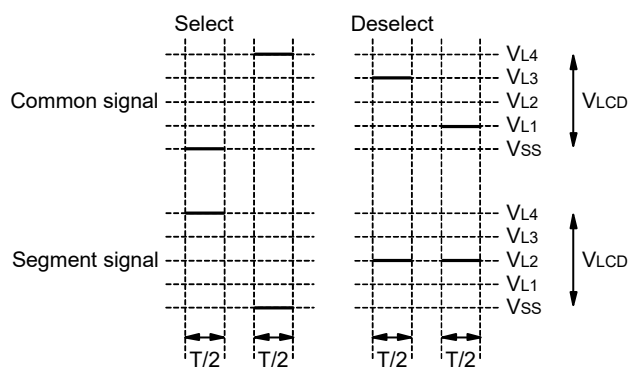 Select Deselect
VL4
VL3
Common signal VL2 VLCD
VL1
VSS
VL4
VL3
Segment signal VL2 VLCD
VL1
VSS
T/2 T/2 T/2 T/2